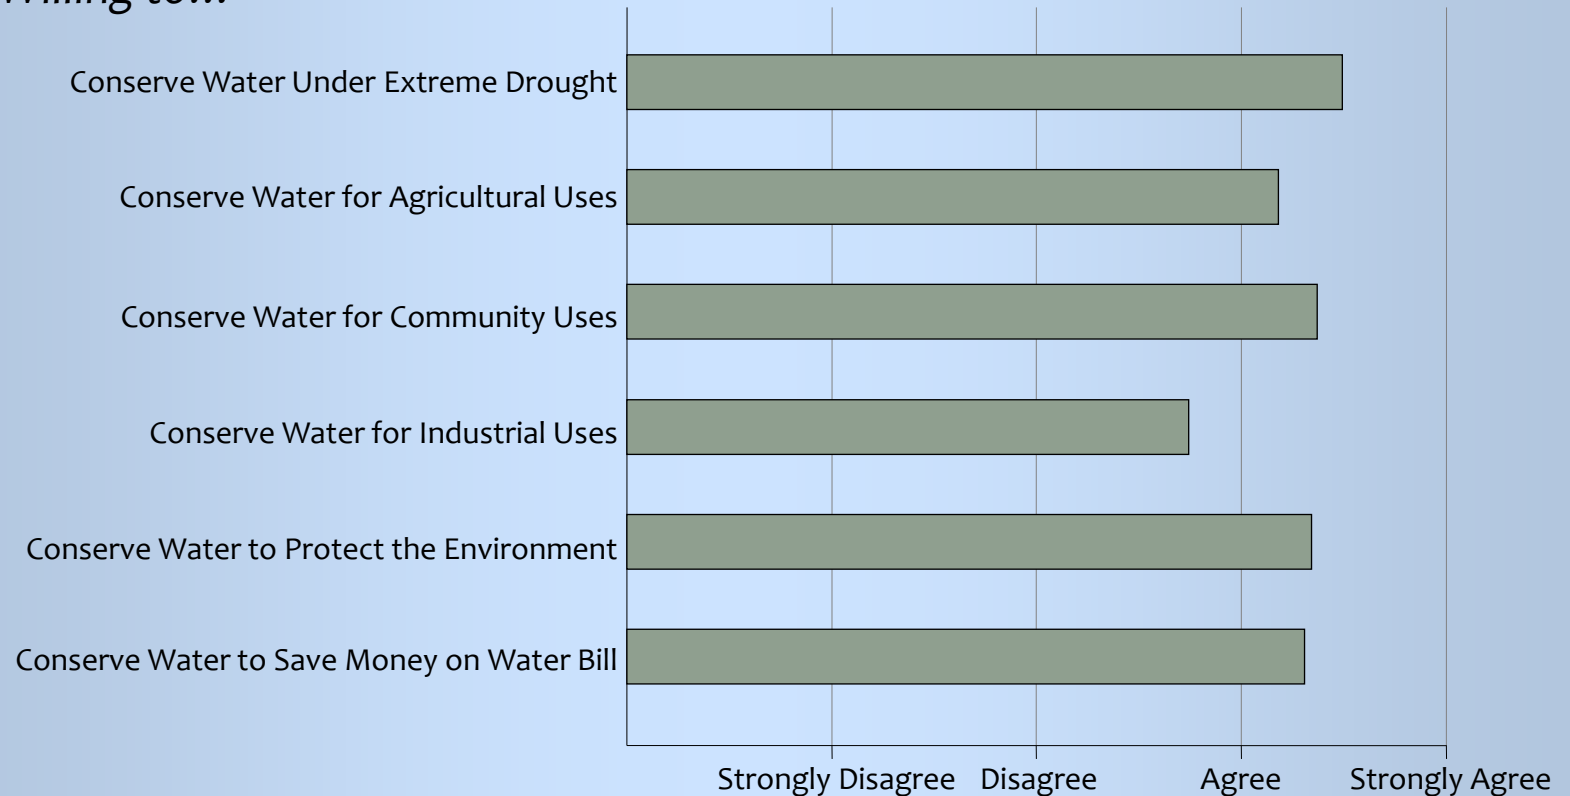 willing to...
Conserve Water Under Extreme Drought
Conserve Water for Agricultural Uses
Conserve Water for Community Uses
Conserve Water for Industrial Uses
Conserve Water to Protect the Environment
Conserve Water to Save Money on Water Bill
Strongly Disagree Disagree Agree Strongly Agree